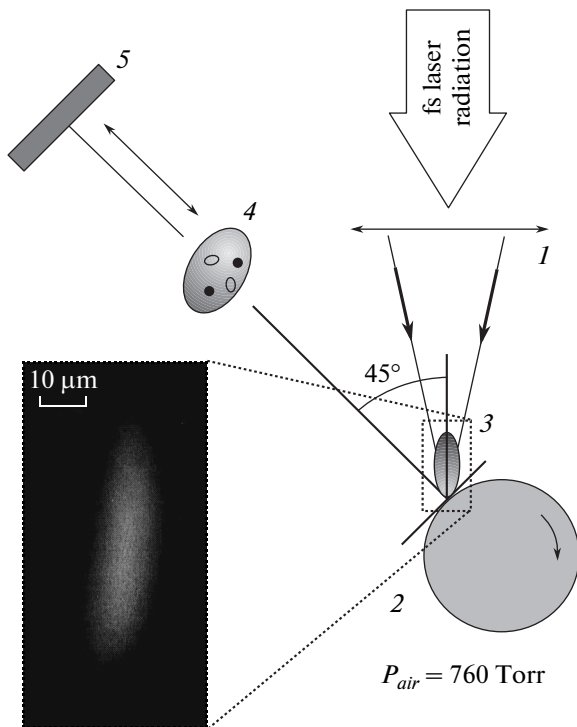 5
fs laser
radiation
4
1
10 μm
45°
3
2
P_air = 760 Torr